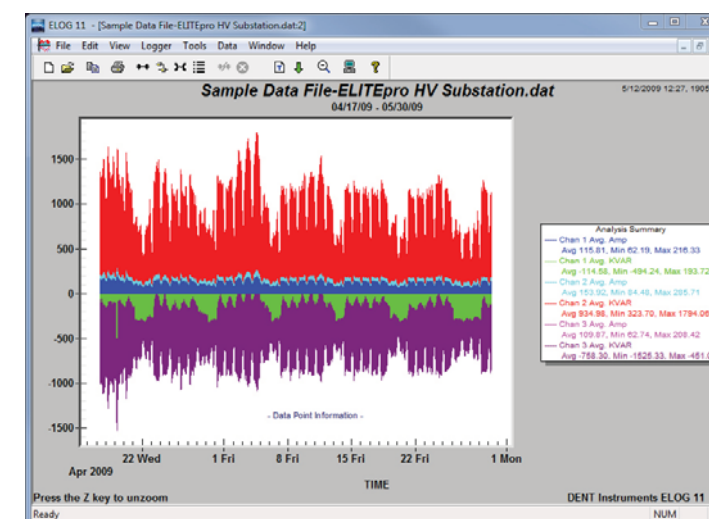 ELOG 11 - [Sample Data File-ELITEpro HV Substation.dat:2]
File Edit View Logger Tools Data Window Help
Sample Data File-ELITEpro HV Substation.dat
5/12/2009 12:27, 1905
04/17/09 - 05/30/09
1500
1000
500
0
-500
-1000
-1500
Analysis Summary
Chan 1 Avg. Amp
Avg 115.81, Min 62.19, Max 216.33
Chan 1 Avg. KVAR
Avg -114.58, Min -494.24, Max 193.72
Chan 2 Avg. Amp
Avg 153.92, Min 84.48, Max 285.71
Chan 2 Avg. KVAR
Avg 934.98, Min 323.70, Max 1794.06
Chan 3 Avg. Amp
Avg 109.87, Min 62.74, Max 208.42
Chan 3 Avg. KVAR
Avg -758.30, Min -1526.33, Max -451.0
- Data Point Information -
22 Wed 1 Fri 8 Fri 15 Fri 22 Fri 1 Mon
Apr 2009
TIME
Press the Z key to unzoom
DENT Instruments ELOG 11
Ready
NUM